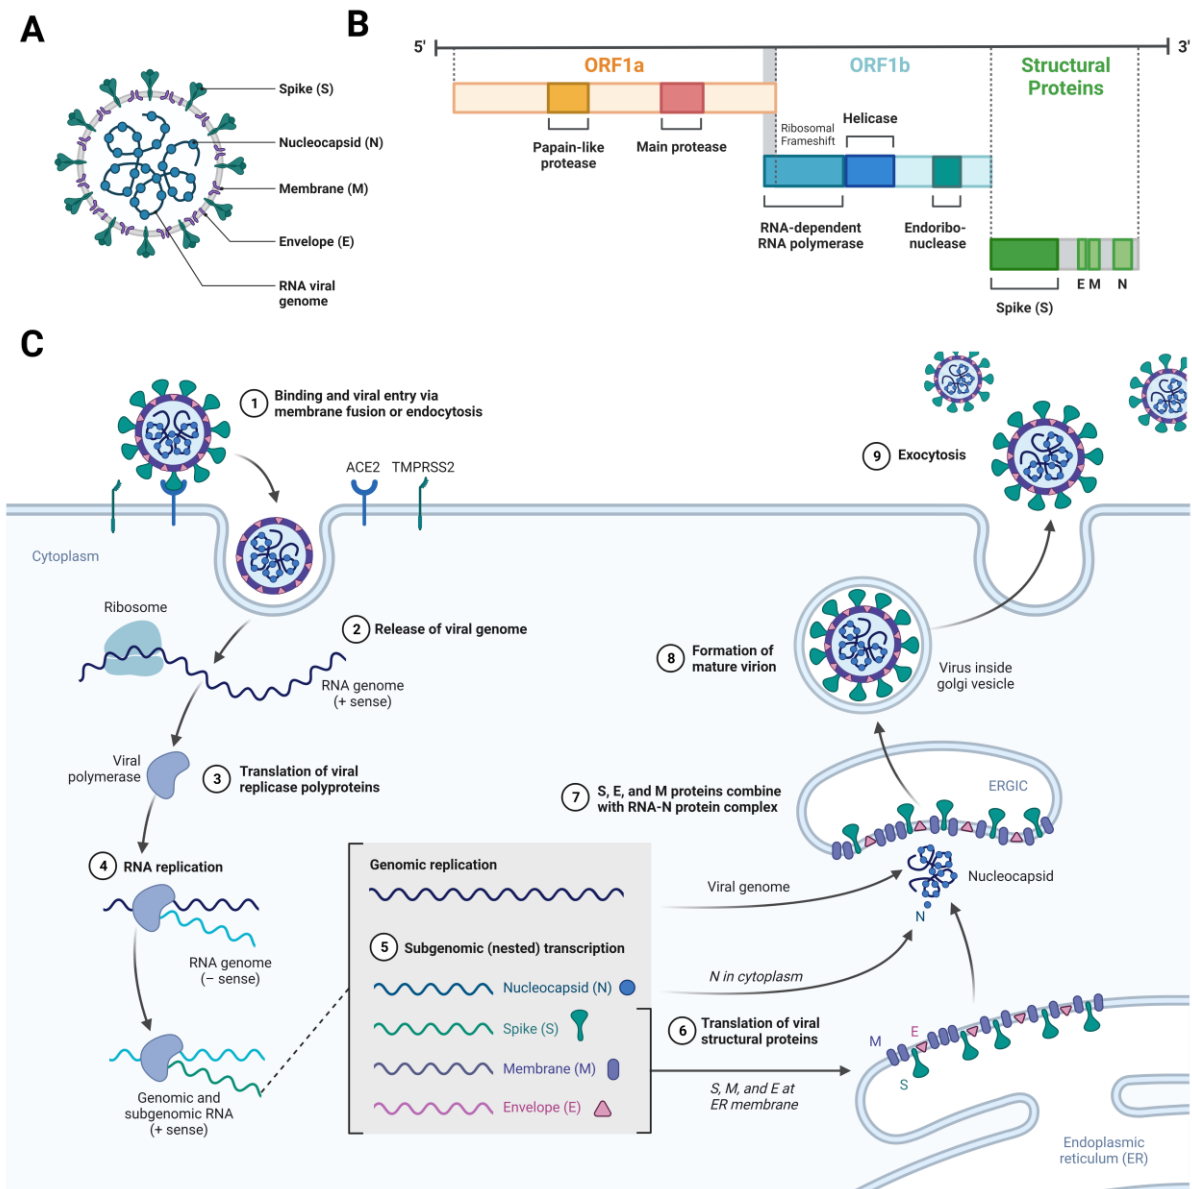 A
Spike (S)
Nucleocapsid (N)
Membrane (M)
Envelope (E)
RNA viral
genome
B
5'
3'
ORF1a
ORF1b
Structural
Proteins
Papain-like
protease
Main protease
Ribosomal
Frameshift
Helicase
RNA-dependent
RNA polymerase
Endoribo-
nuclease
E M N
Spike (S)
C
1 Binding and viral entry via
membrane fusion or endocytosis
ACE2 TMPRSS2
Cytoplasm
Ribosome
2 Release of viral genome
RNA genome
(+ sense)
Viral
polymerase
3 Translation of viral
replicase polyproteins
4 RNA replication
RNA genome
(– sense)
Genomic and
subgenomic RNA
(+ sense)
Genomic replication
5 Subgenomic (nested) transcription
Nucleocapsid (N)
Spike (S)
Membrane (M)
Envelope (E)
Viral genome
N in cytoplasm
6 Translation of viral
structural proteins
S, M, and E at
ER membrane
M
E
S
Endoplasmic
reticulum (ER)
7 S, E, and M proteins combine
with RNA-N protein complex
ERGIC
Nucleocapsid
N
8 Formation of
mature virion
Virus inside
golgi vesicle
9 Exocytosis